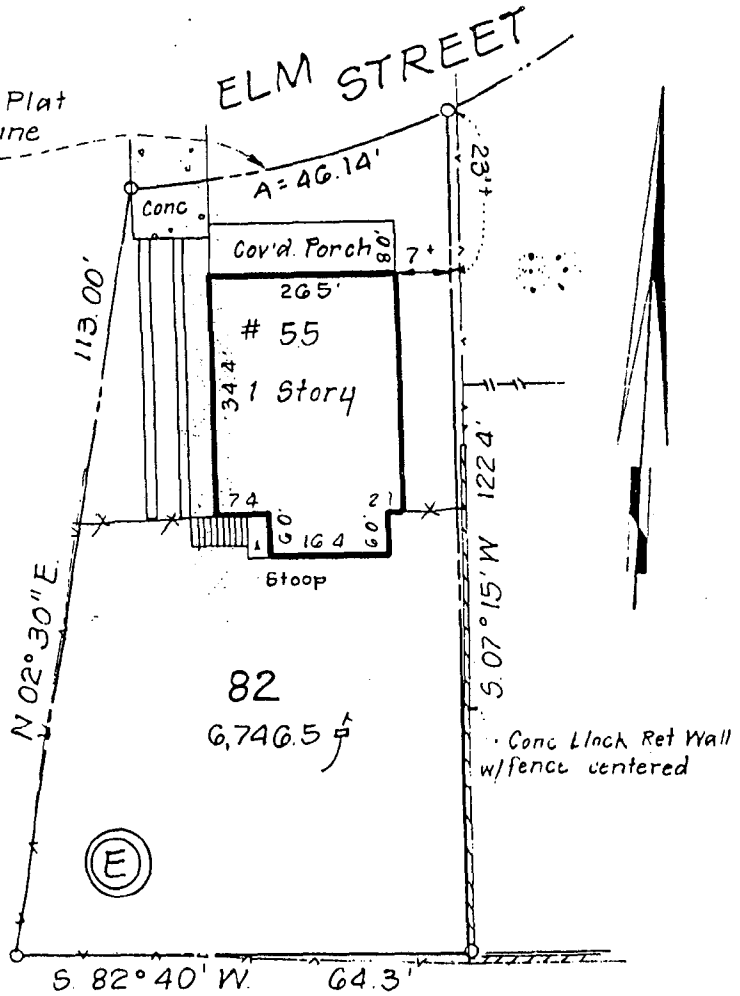 ELM STREET
Plat
A = 46.14'
23'+
Conc
Cov'd. Porch
8.0
7+
26.5'
113.00'
# 55
34.4'
1 Story
7.4
2.1
6.0'
16.4
6.0'
Stoop
S. 07° 15' W 122.4'
N 02° 30" E.
82
6,746.5 ⌀
Conc Block Ret Wall
w/fence centered
E
S. 82° 40' W. 64.3'